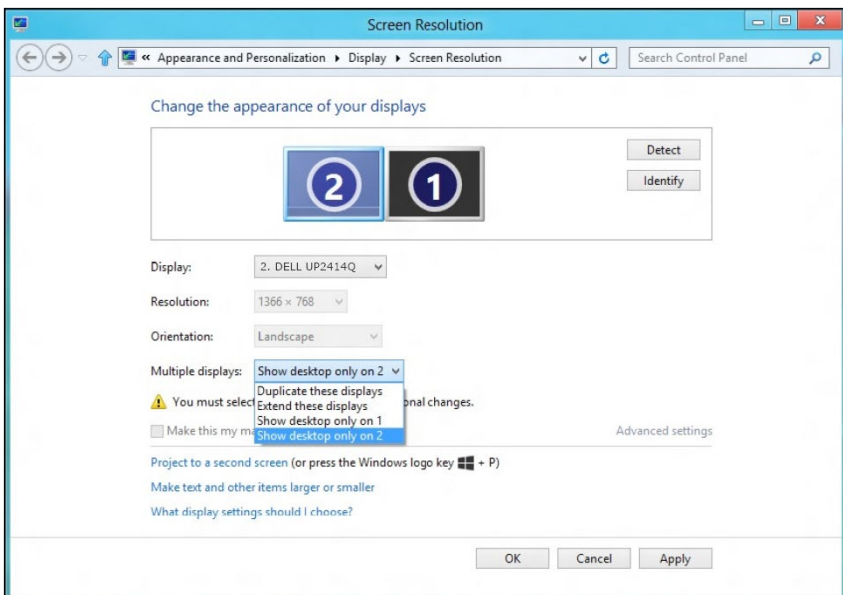 Screen Resolution
« Appearance and Personalization Display Screen Resolution Search Control Panel
Change the appearance of your displays
2 1
Detect
Identify
Display: 2. DELL UP2414Q
Resolution: 1366 × 768
Orientation: Landscape
Multiple displays: Show desktop only on 2
Duplicate these displays
You must selec onal changes.
Extend these displays
Show desktop only on 1
Make this my ma Show desktop only on 2 Advanced settings
Project to a second screen (or press the Windows logo key + P)
Make text and other items larger or smaller
What display settings should I choose?
OK Cancel Apply